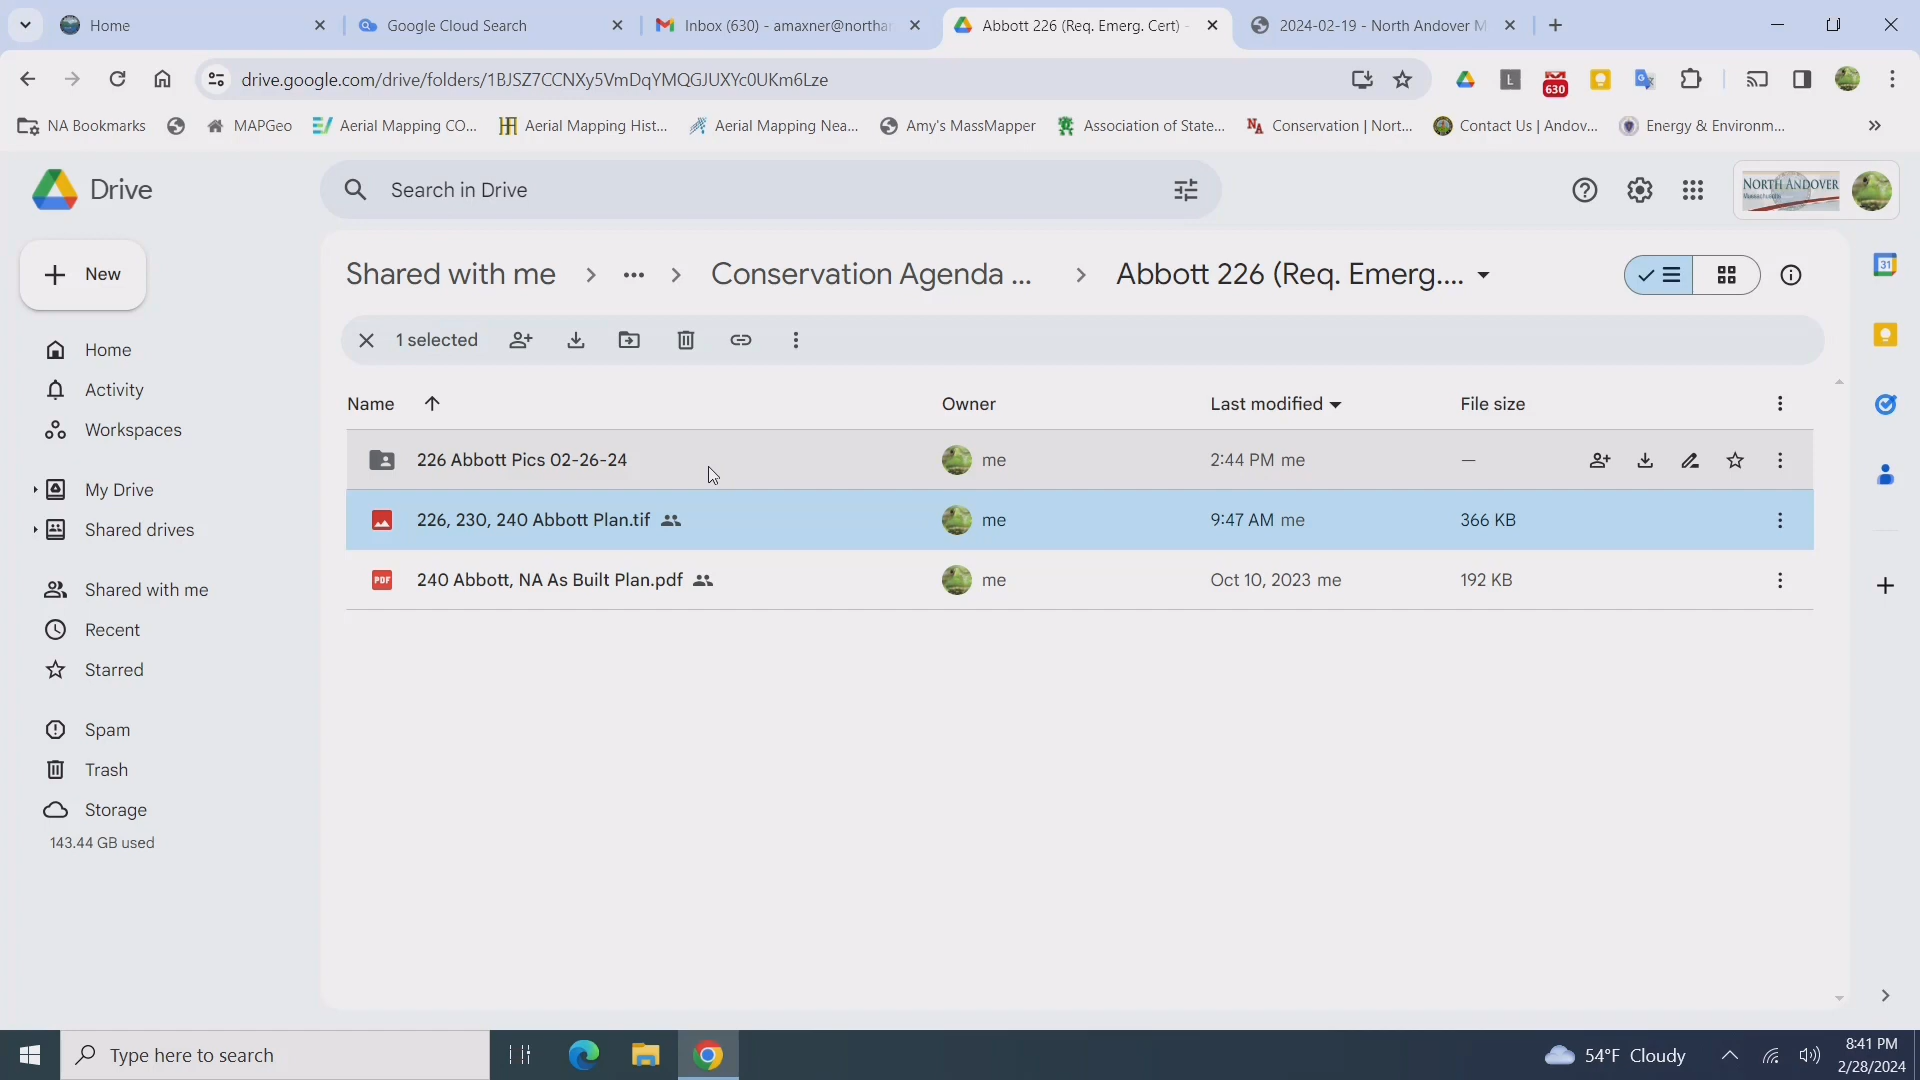 Home
Google Cloud Search
Inbox (630) - amaxner@northar
Abbott 226 (Req. Emerg. Cert) -
2024-02-19 - North Andover M
drive.google.com/drive/folders/1BJSZ7CCNXy5VmDqYMQGJUXYc0UKm6Lze
L
630
NA Bookmarks
MAPGeo
Aerial Mapping CO...
Aerial Mapping Hist...
Aerial Mapping Nea...
Amy's MassMapper
Association of State...
NA
Conservation | Nort...
Contact Us | Andov...
Energy & Environm...
Drive
Search in Drive
NORTH ANDOVER
Massachusetts
New
Shared with me > ... > Conservation Agenda ... > Abbott 226 (Req. Emerg....
31
1 selected
Home
Activity
Workspaces
My Drive
Shared drives
Shared with me
Recent
Starred
Spam
Trash
Storage
143.44 GB used
Name Owner Last modified File size
226 Abbott Pics 02-26-24 me 2:44 PM me —
226, 230, 240 Abbott Plan.tif me 9:47 AM me 366 KB
PDF 240 Abbott, NA As Built Plan.pdf me Oct 10, 2023 me 192 KB
Type here to search
54°F Cloudy
8:41 PM
2/28/2024